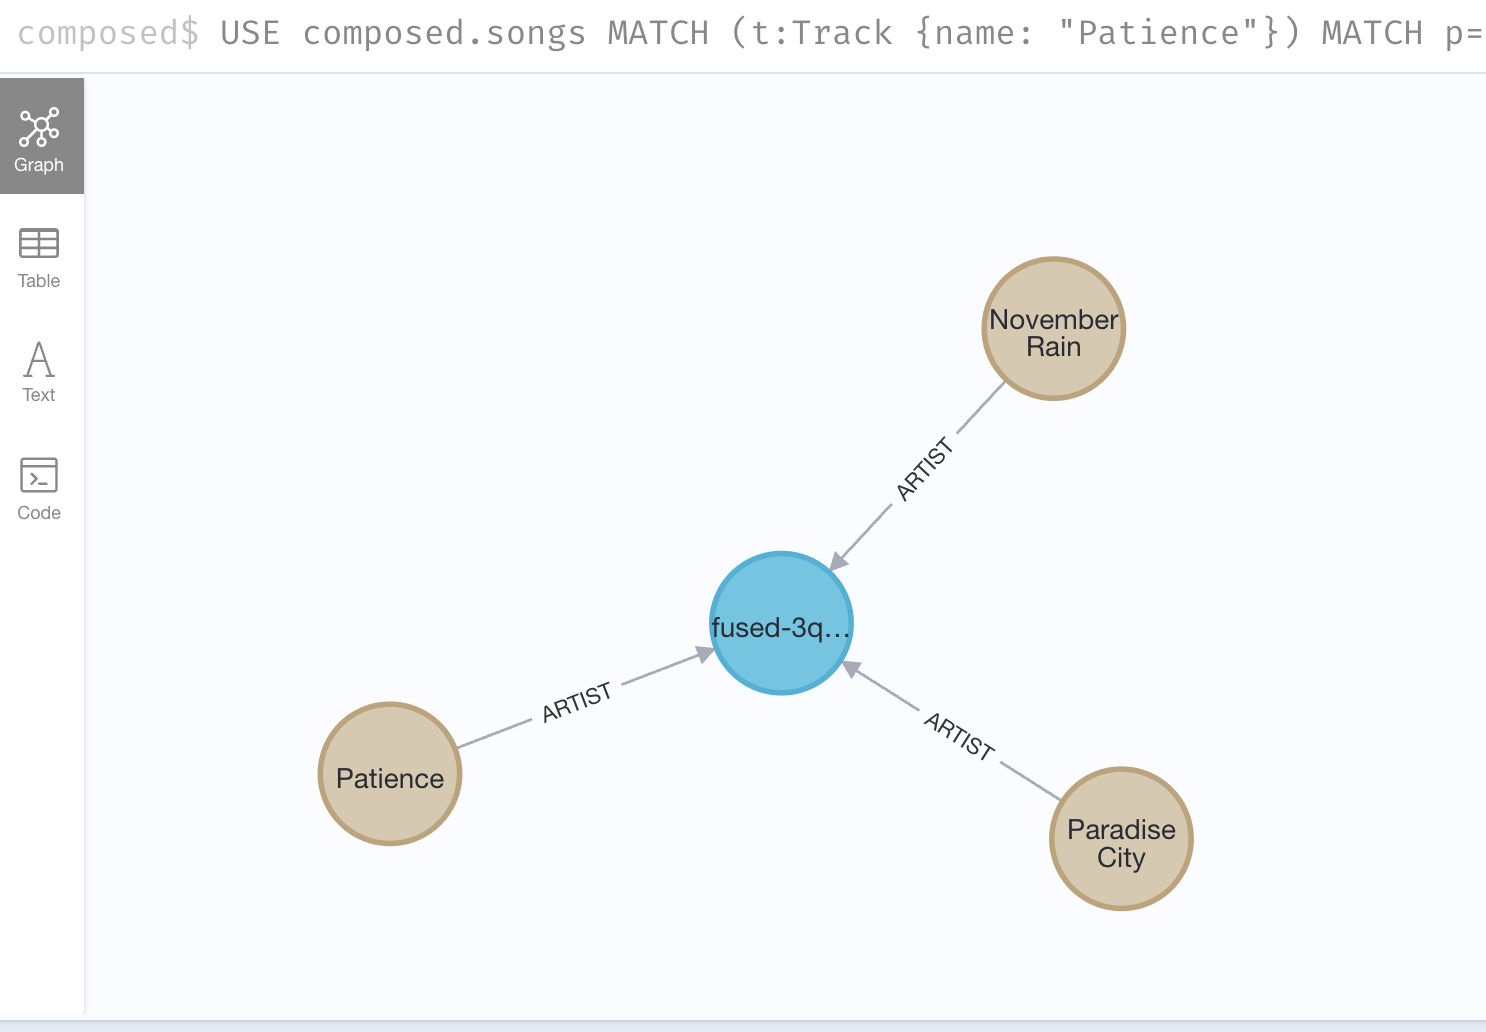 composed$ USE composed.songs MATCH (t:Track {name: "Patience"}) MATCH p=
Graph
Table
Text
Code
November
Rain
ARTIST
fused-3q...
ARTIST
Patience
ARTIST
Paradise
City